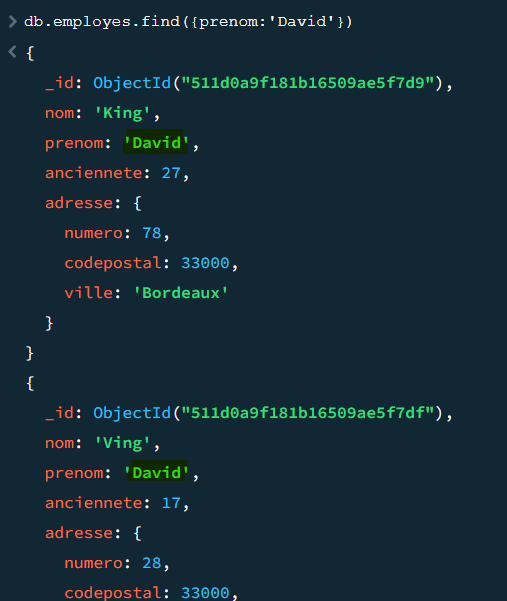 > db.employes.find({prenom:'David'})
< {
_id: ObjectId("511d0a9f181b16509ae5f7d9"),
nom: 'King',
prenom: 'David',
anciennete: 27,
adresse: {
numero: 78,
codepostal: 33000,
ville: 'Bordeaux'
}
}
{
_id: ObjectId("511d0a9f181b16509ae5f7df"),
nom: 'Ving',
prenom: 'David',
anciennete: 17,
adresse: {
numero: 28,
codepostal: 33000,